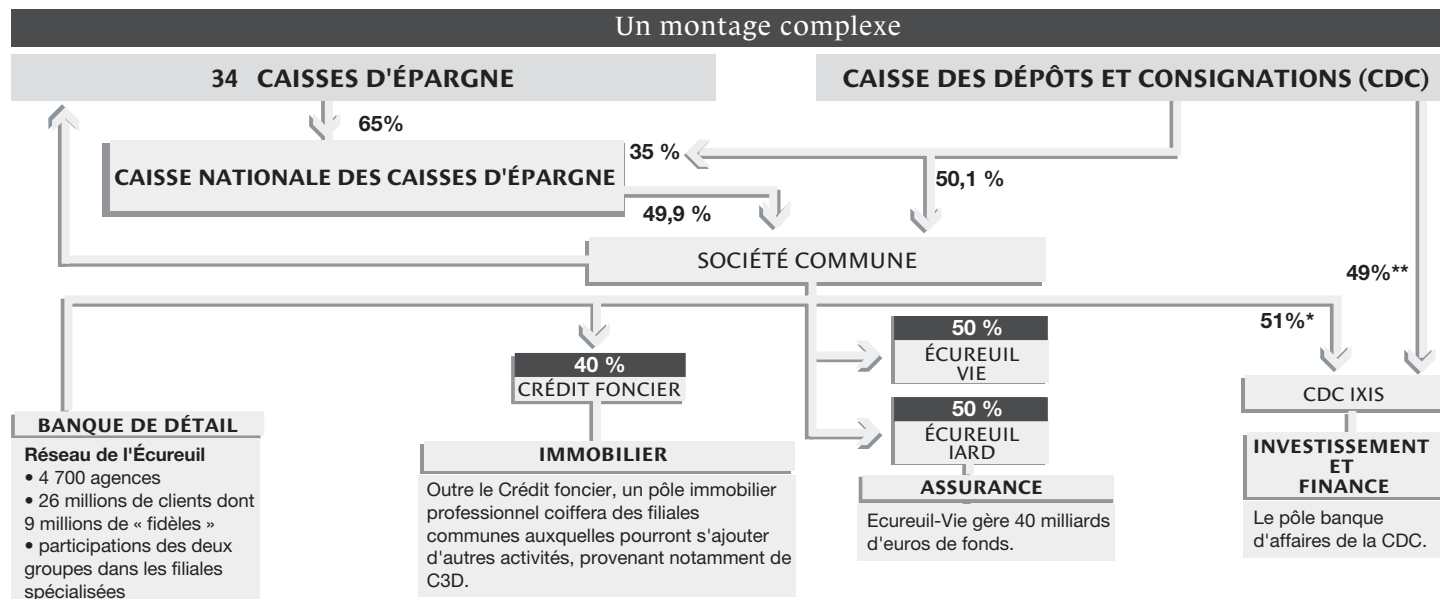 Un montage complexe
34 CAISSES D'ÉPARGNE
CAISSE DES DÉPÔTS ET CONSIGNATIONS (CDC)
65%
35 %
CAISSE NATIONALE DES CAISSES D'ÉPARGNE
50,1 %
49,9 %
SOCIÉTÉ COMMUNE
49%**
51%*
40 %
CRÉDIT FONCIER
50 %
ÉCUREUIL
VIE
50 %
ÉCUREUIL
IARD
CDC IXIS
BANQUE DE DÉTAIL
Réseau de l'Écureuil
• 4 700 agences
• 26 millions de clients dont
9 millions de « fidèles »
• participations des deux
groupes dans les filiales
spécialisées
IMMOBILIER
Outre le Crédit foncier, un pôle immobilier
professionnel coiffera des filiales
communes auxquelles pourront s'ajouter
d'autres activités, provenant notamment de
C3D.
ASSURANCE
Ecureuil-Vie gère 40 milliards
d'euros de fonds.
INVESTISSEMENT
ET
FINANCE
Le pôle banque
d'affaires de la CDC.